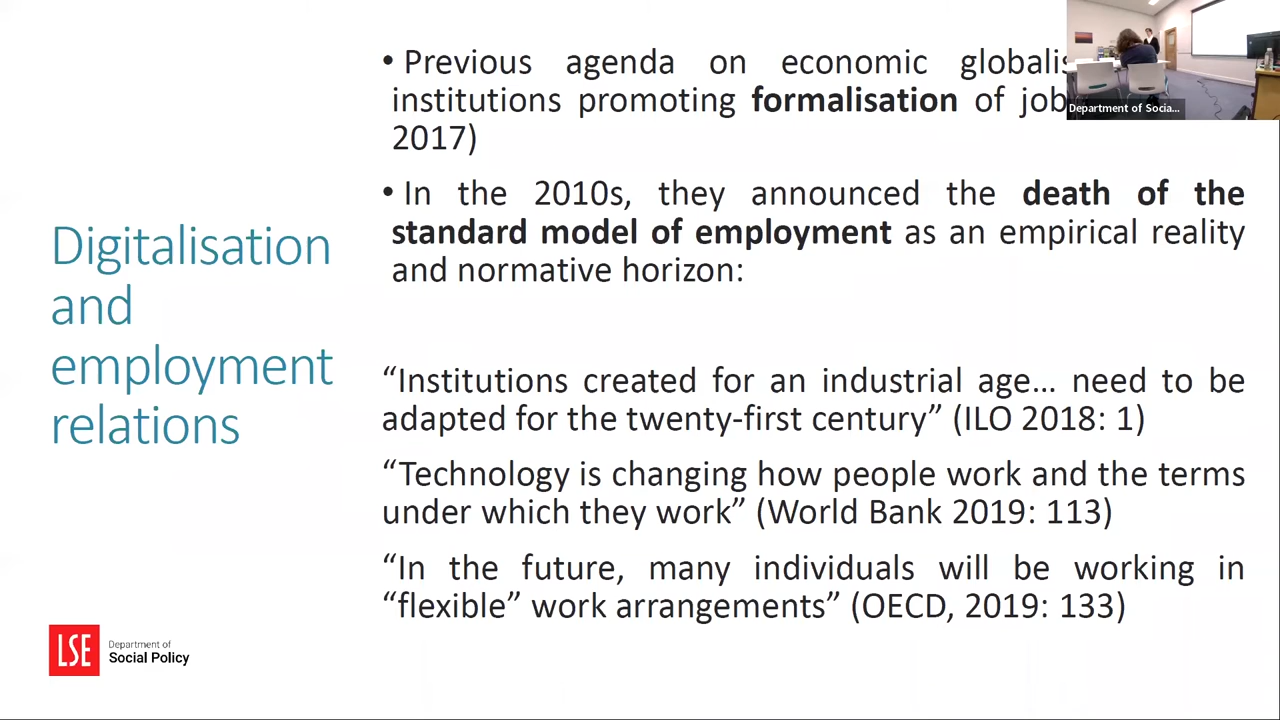 Digitalisation
and
employment
relations
• Previous agenda on economic
institutions promoting formalisation of
2017)
• In the 2010s, they announced the death of the
standard model of employment as an empirical reality
and normative horizon:
“Institutions created for an industrial age... need to be
adapted for the twenty-first century” (ILO 2018: 1)
“Technology is changing how people work and the terms
under which they work” (World Bank 2019: 113)
“In the future, many individuals will be working in
“flexible” work arrangements” (OECD, 2019: 133)
LSE
Department of
Social Policy
Department of Socia...